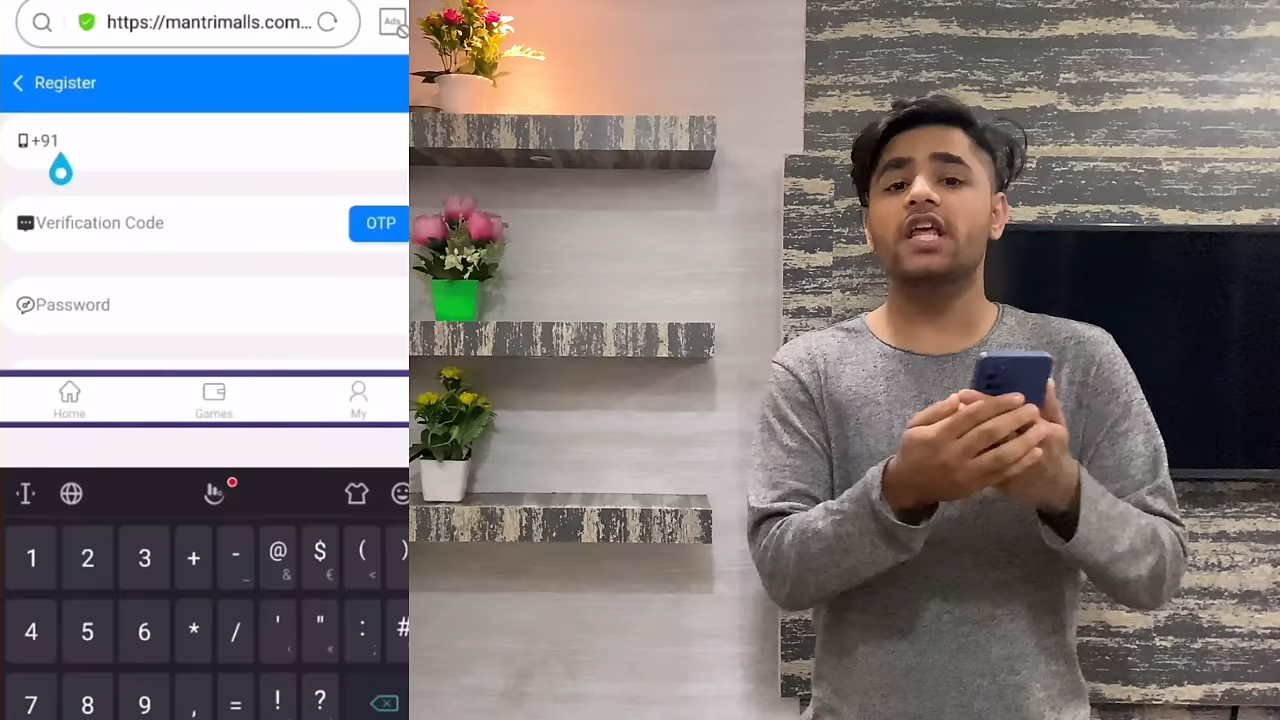 https://mantrimalls.com...
Ads
Register
+91
Verification Code
OTP
Password
Home
Games
My
1 2 3 + - _ @ & $ € ( < )
4 5 6 * / ' ‹ " « : ; #
7 8 9 , = ! ?